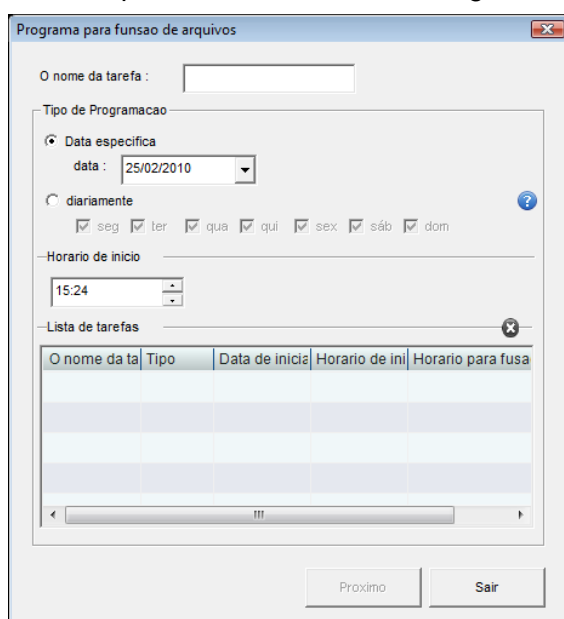 Programa para funsao de arquivos
O nome da tarefa :
Tipo de Programacao
Data especifica
data : 25/02/2010
diariamente
seg ter qua qui sex sáb dom
Horario de inicio
15:24
Lista de tarefas
O nome da ta Tipo Data de inicia Horario de ini Horario para fusa
Proximo Sair